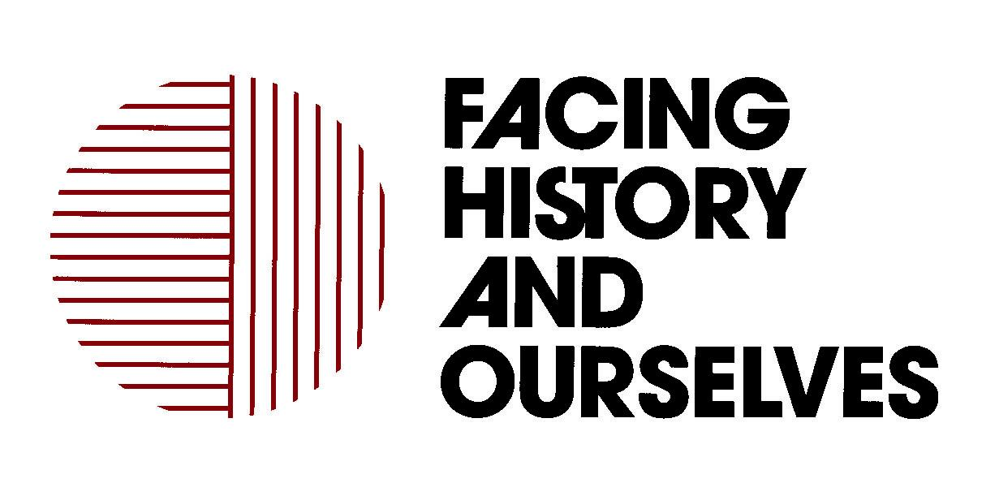 FACING
HISTORY
AND
OURSELVES